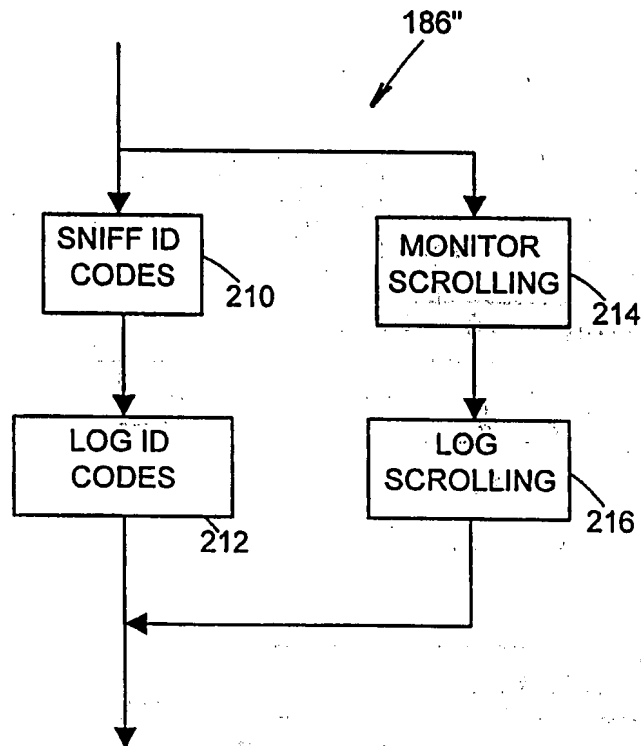 186"
SNIFF ID
CODES
210
MONITOR
SCROLLING
214
LOG ID
CODES
212
LOG
SCROLLING
216